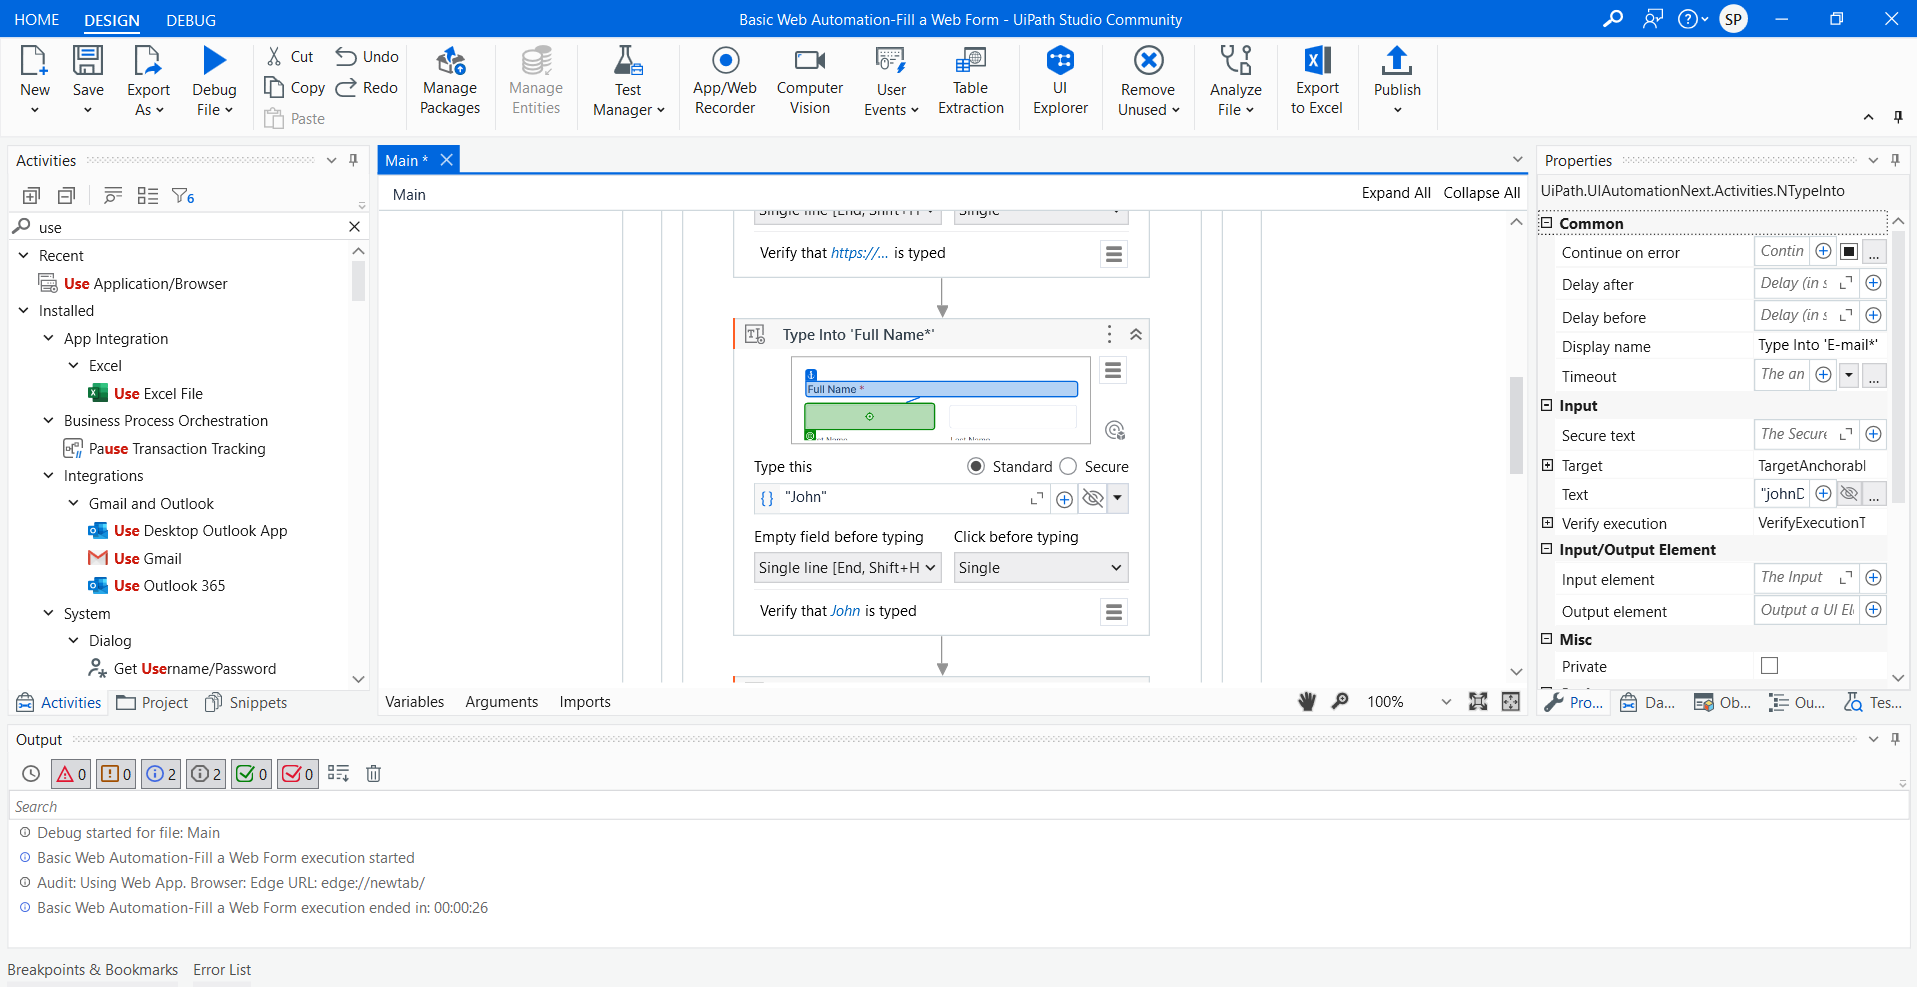 HOME DESIGN DEBUG
Basic Web Automation-Fill a Web Form - UiPath Studio Community
SP
New
Save
Export As
Debug File
Cut
Copy
Paste
Undo
Redo
Manage Packages
Manage Entities
Test Manager
App/Web Recorder
Computer Vision
User Events
Table Extraction
UI Explorer
Remove Unused
Analyze File
Export to Excel
Publish
Activities
6
use
Recent
Use Application/Browser
Installed
App Integration
Excel
Use Excel File
Business Process Orchestration
Pause Transaction Tracking
Integrations
Gmail and Outlook
Use Desktop Outlook App
Use Gmail
Use Outlook 365
System
Dialog
Get Username/Password
Activities Project Snippets
Main *
Main
Expand All Collapse All
Single line [End, Shift+H Single
Verify that https://... is typed
Type Into 'Full Name*'
Full Name *
Last Name
Type this
Standard Secure
{} "John"
Empty field before typing Click before typing
Single line [End, Shift+H Single
Verify that John is typed
Variables Arguments Imports
100%
Properties
UiPath.UIAutomationNext.Activities.NTypeInto
Common
Continue on error Contin ...
Delay after Delay (in s
Delay before Delay (in s
Display name Type Into 'E-mail*'
Timeout The an ...
Input
Secure text The Secure
Target TargetAnchorabl
Text "johnD ...
Verify execution VerifyExecutionT
Input/Output Element
Input element The Input
Output element Output a UI El
Misc
Private
Pro... Da... Ob... Ou... Tes...
Output
0 0 2 2 0 0
Search
Debug started for file: Main
Basic Web Automation-Fill a Web Form execution started
Audit: Using Web App. Browser: Edge URL: edge://newtab/
Basic Web Automation-Fill a Web Form execution ended in: 00:00:26
Breakpoints & Bookmarks Error List